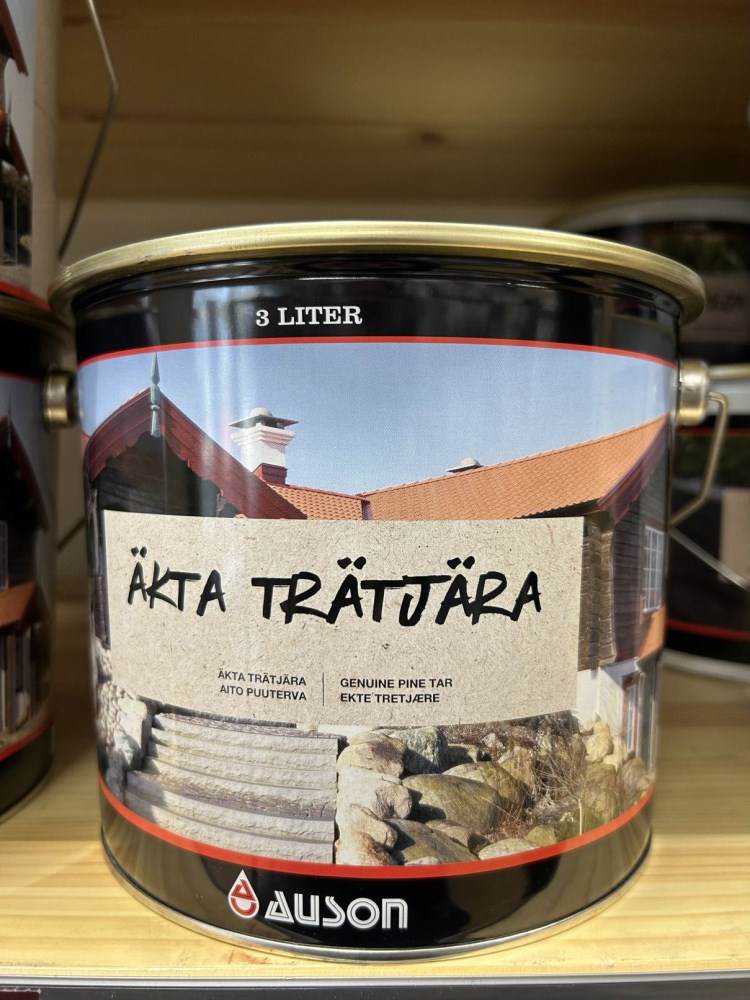 3 LITER
ÄKTA TRÄTJÄRA
ÄKTA TRÄTJÄRA
AITO PUUTERVA
GENUINE PINE TAR
EKTE TRETJÆRE
AUSON